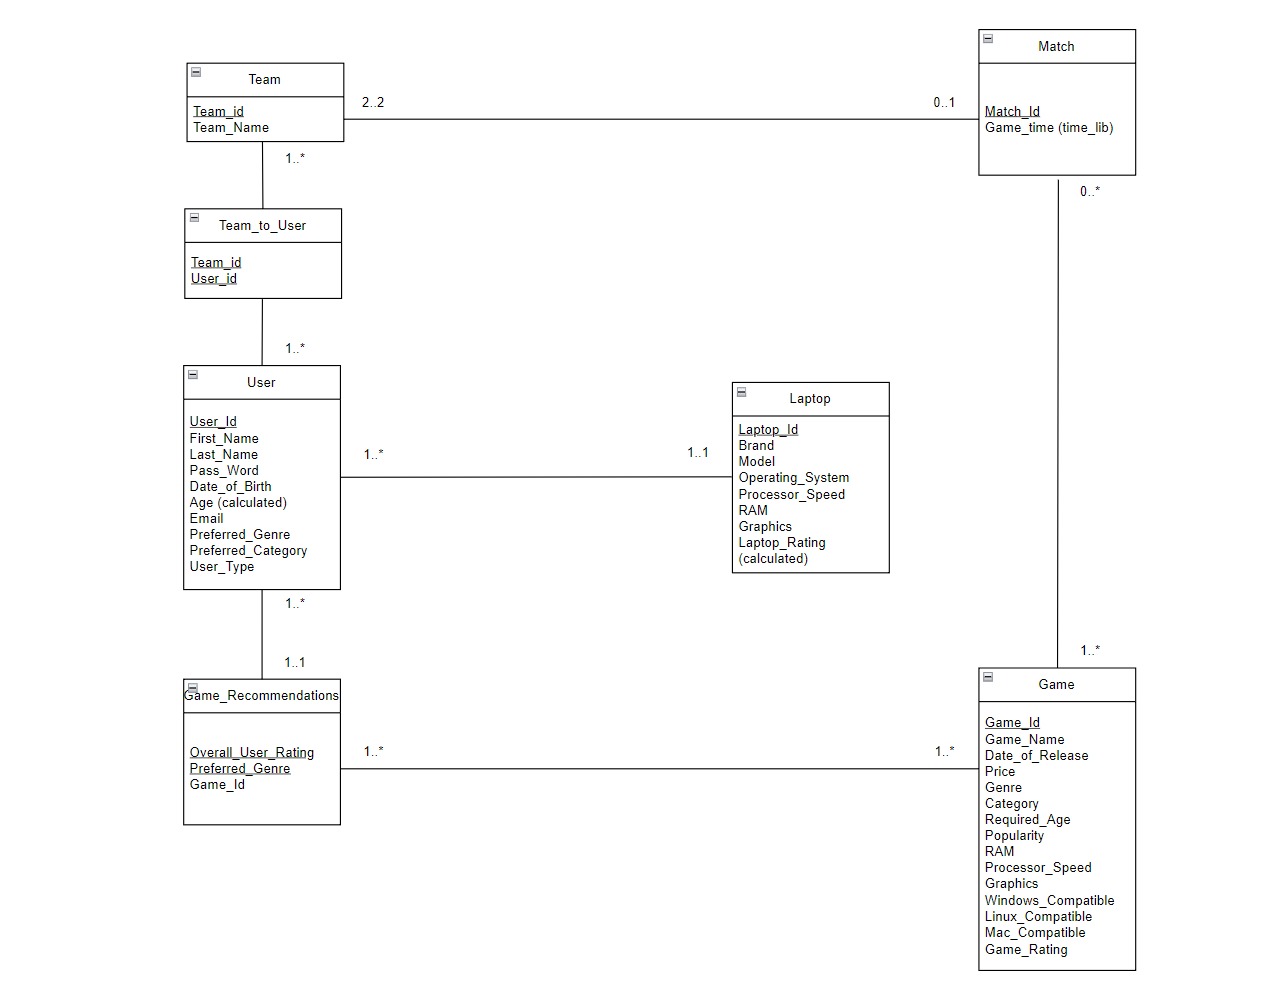 Team
Team_id
Team_Name
2..2
0..1
Match
Match_Id
Game_time (time_lib)
1..*
0..*
Team_to_User
Team_id
User_id
1..*
User
User_Id
First_Name
Last_Name
Pass_Word
Date_of_Birth
Age (calculated)
Email
Preferred_Genre
Preferred_Category
User_Type
1..*
1..1
Laptop
Laptop_Id
Brand
Model
Operating_System
Processor_Speed
RAM
Graphics
Laptop_Rating
(calculated)
1..*
1..1
1..*
Game_Recommendations
Overall_User_Rating
Preferred_Genre
Game_Id
1..*
1..*
Game
Game_Id
Game_Name
Date_of_Release
Price
Genre
Category
Required_Age
Popularity
RAM
Processor_Speed
Graphics
Windows_Compatible
Linux_Compatible
Mac_Compatible
Game_Rating